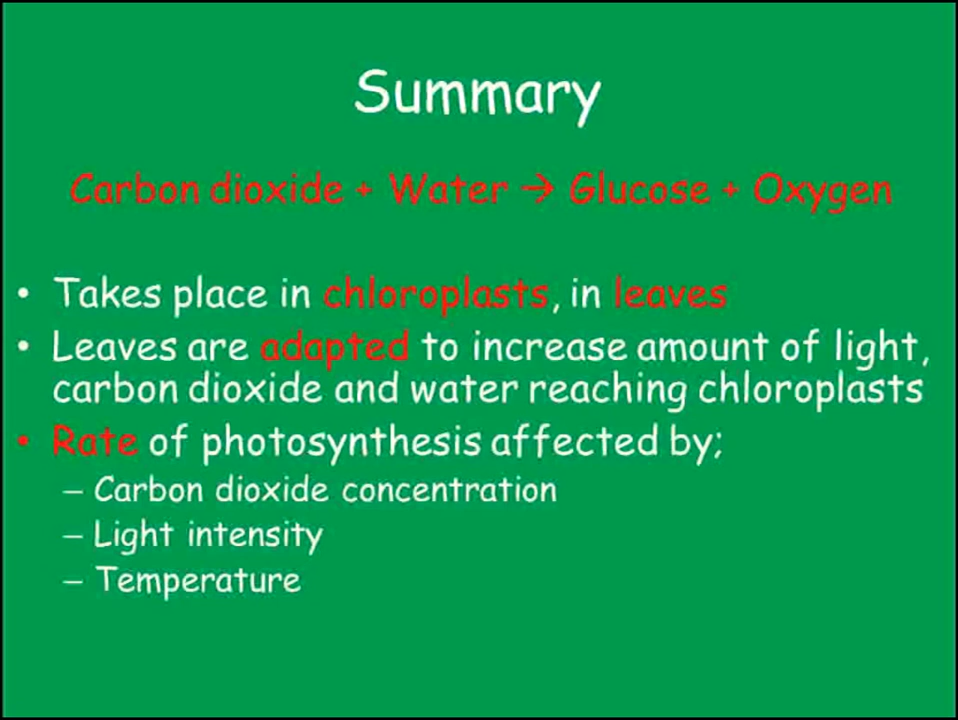 Summary
Carbon dioxide + Water → Glucose + Oxygen
• Takes place in chloroplasts, in leaves
• Leaves are adapted to increase amount of light,
carbon dioxide and water reaching chloroplasts
• Rate of photosynthesis affected by;
– Carbon dioxide concentration
– Light intensity
– Temperature